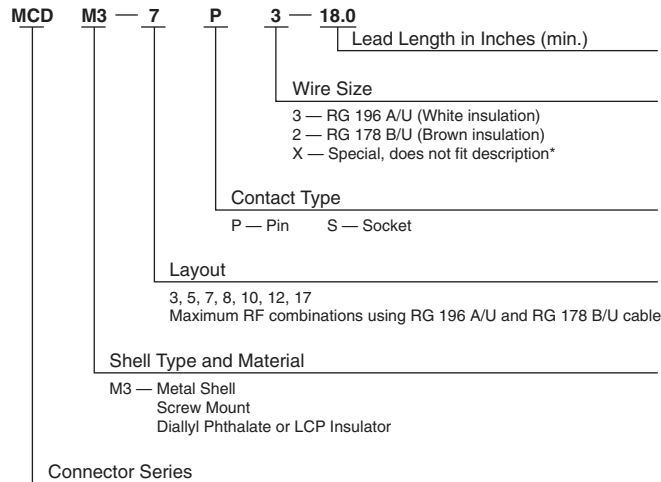 MCD M3 — 7 P 3 — 18.0
Lead Length in Inches (min.)
Wire Size
3 — RG 196 A/U (White insulation)
2 — RG 178 B/U (Brown insulation)
X — Special, does not fit description*
Contact Type
P — Pin S — Socket
Layout
3, 5, 7, 8, 10, 12, 17
Maximum RF combinations using RG 196 A/U and RG 178 B/U cable
Shell Type and Material
M3 — Metal Shell
Screw Mount
Diallyl Phthalate or LCP Insulator
Connector Series